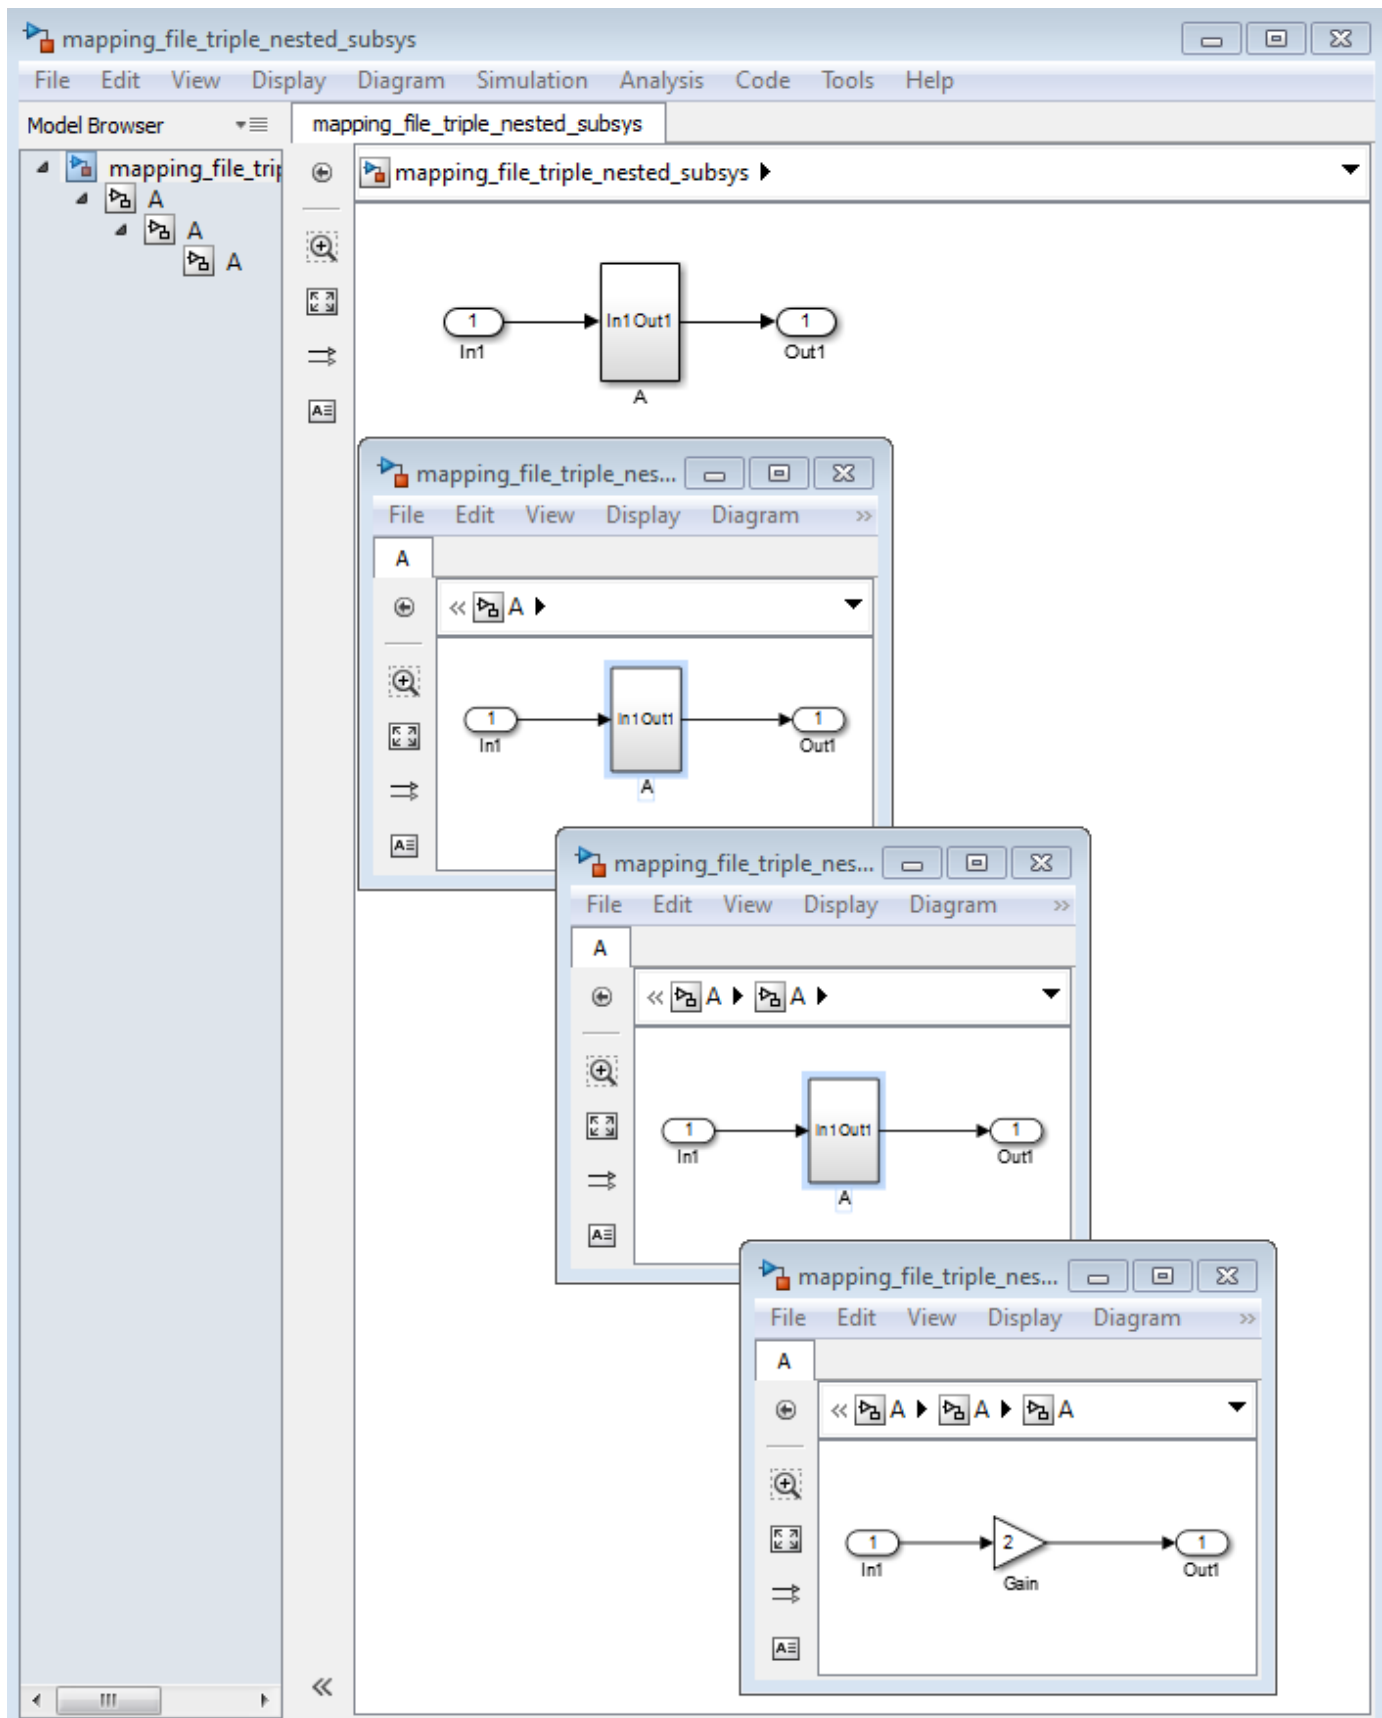 mapping_file_triple_nested_subsys
File Edit View Display Diagram Simulation Analysis Code Tools Help
Model Browser
mapping_file_triple_nested_subsys
mapping_file_trip
A
A
A
mapping_file_triple_nested_subsys
1
In1 Out1
1
In1
Out1
A
mapping_file_triple_nes...
File Edit View Display Diagram »
A
« A
1
In1 Out1
1
In1
Out1
A
mapping_file_triple_nes...
File Edit View Display Diagram »
A
« A A
1
In1 Out1
1
In1
Out1
A
mapping_file_triple_nes...
File Edit View Display Diagram »
A
« A A A
1
2
1
In1
Gain
Out1